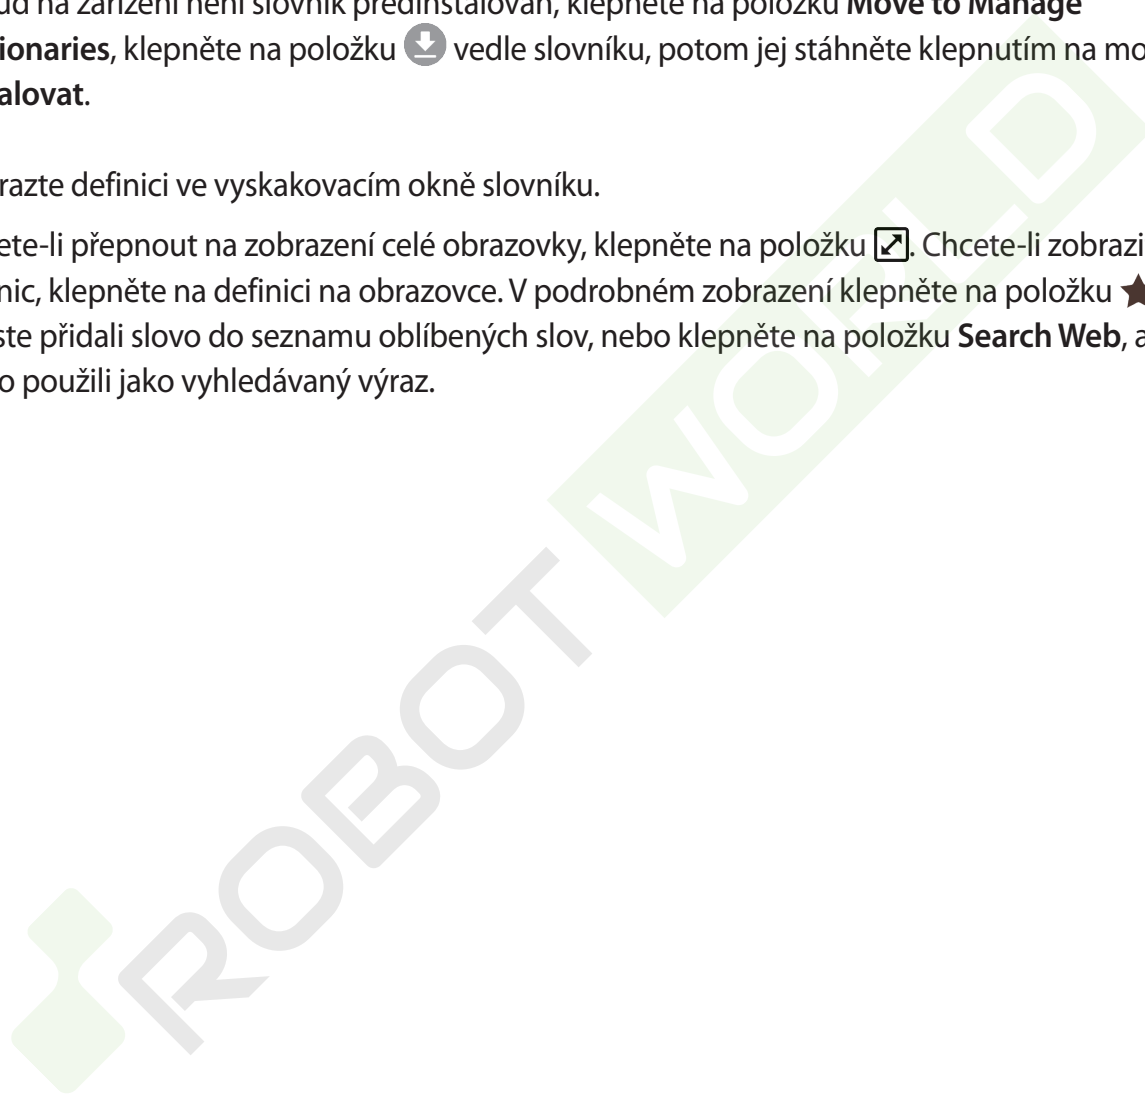 ud na zařízení není slovník předinstalován, klepněte na položku Move to Manage
ionaries, klepněte na položku vedle slovníku, potom jej stáhněte klepnutím na mo
alovat.
razte definici ve vyskakovacím okně slovníku.
ete-li přepnout na zobrazení celé obrazovky, klepněte na položku . Chcete-li zobrazi
nic, klepněte na definici na obrazovce. V podrobném zobrazení klepněte na položku
ste přidali slovo do seznamu oblíbených slov, nebo klepněte na položku Search Web, a
o použili jako vyhledávaný výraz.
ROBOT WORLD